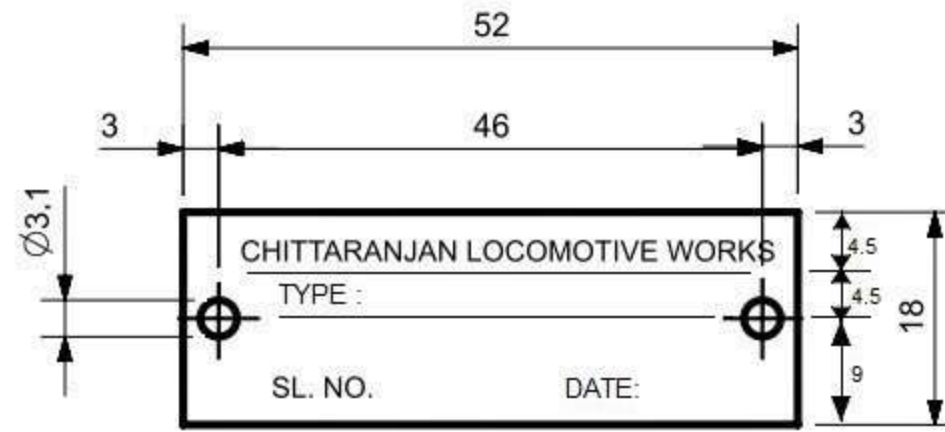 52
3 46 3
Ø3.1
CHITTARANJAN LOCOMOTIVE WORKS
4.5
TYPE :
4.5
18
9
SL. NO. DATE: